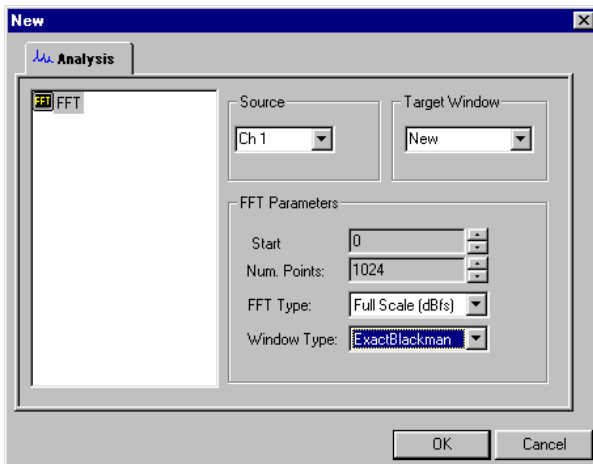 New
Analysis
FFT FFT
Source
Ch 1
Target Window
New
FFT Parameters
Start 0
Num. Points: 1024
FFT Type: Full Scale (dBfs)
Window Type: ExactBlackman
OK Cancel